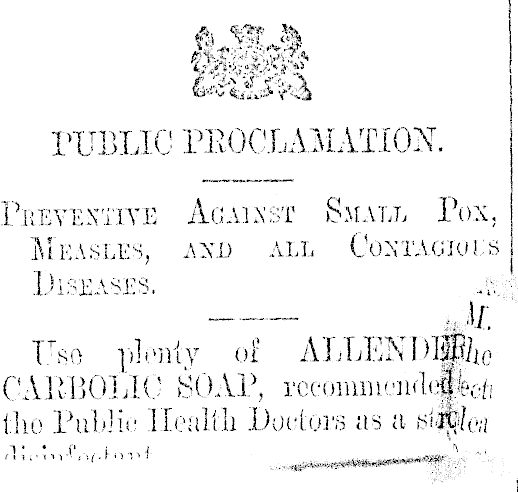 PUBLIC PROCLAMATION.
PREVENTIVE AGAINST SMALL POX,
MEASLES, AND ALL CONTAGIOUS
DISEASES.
M.
Use plenty of
CARBOLIC SOAP, recommended
the Public Health Doctors as a
disinfectant